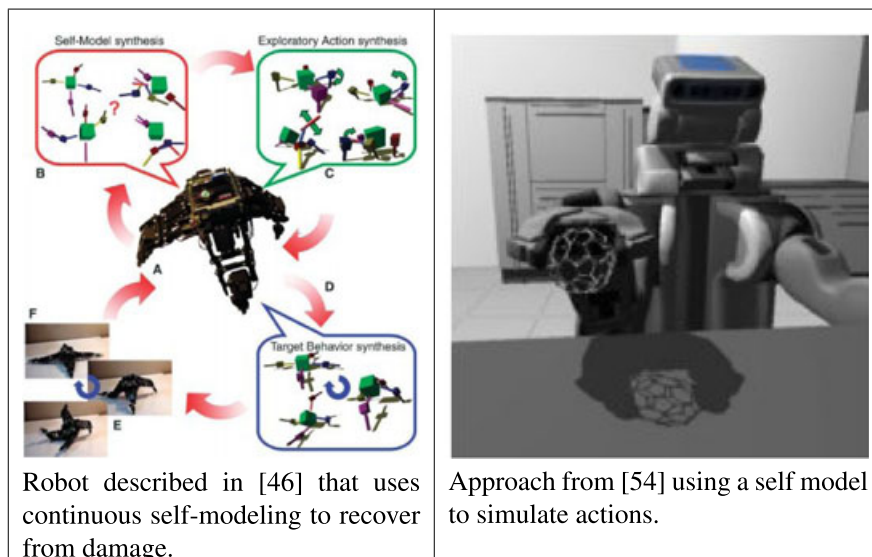 Self-Model synthesis
Exploratory Action synthesis
?
B
C
A
D
F
Target Behavior synthesis
E
Robot described in [46] that uses
continuous self-modeling to recover
from damage.
Approach from [54] using a self model
to simulate actions.